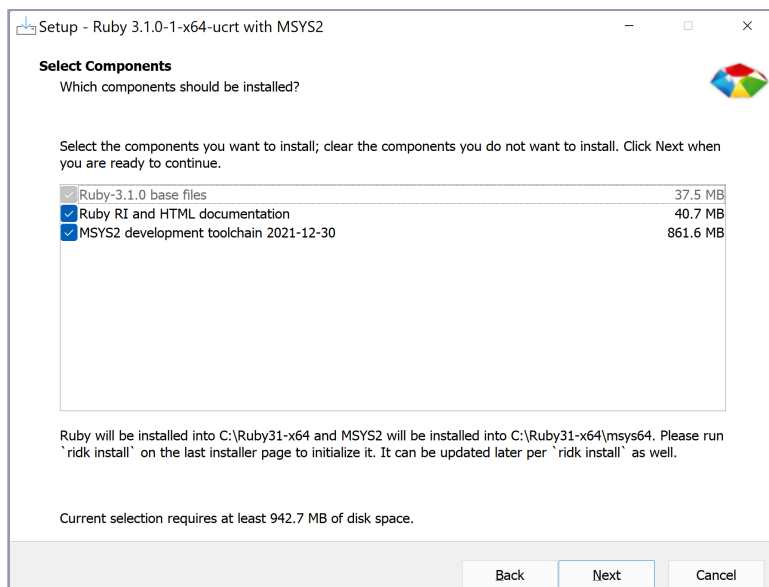 Setup - Ruby 3.1.0-1-x64-ucrt with MSYS2
Select Components
Which components should be installed?
Select the components you want to install; clear the components you do not want to install. Click Next when
you are ready to continue.
Ruby-3.1.0 base files 37.5 MB
Ruby RI and HTML documentation 40.7 MB
MSYS2 development toolchain 2021-12-30 861.6 MB
Ruby will be installed into C:\Ruby31-x64 and MSYS2 will be installed into C:\Ruby31-x64\msys64. Please run
`ridk install` on the last installer page to initialize it. It can be updated later per `ridk install` as well.
Current selection requires at least 942.7 MB of disk space.
Back Next Cancel